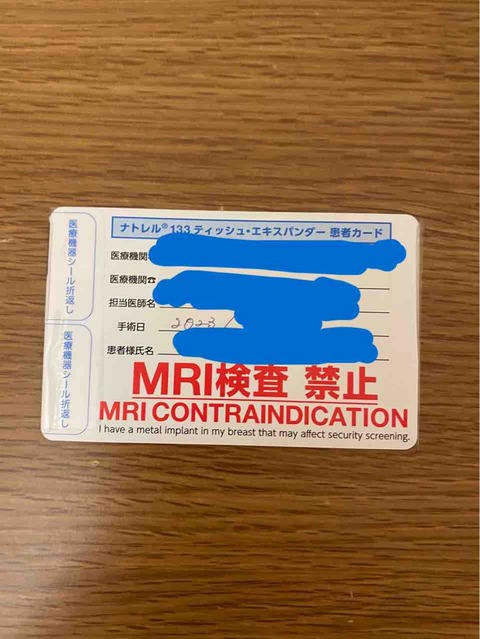 ナトレル®133 ティッシュ・エキスパンダー 患者カード
医療機関
医療機関☎
担当医師名
手術日 2023/
患者様氏名
MRI検査 禁止
MRI CONTRAINDICATION
I have a metal implant in my breast that may affect security screening.
医療機器シール折返し
医療機器シール折返し